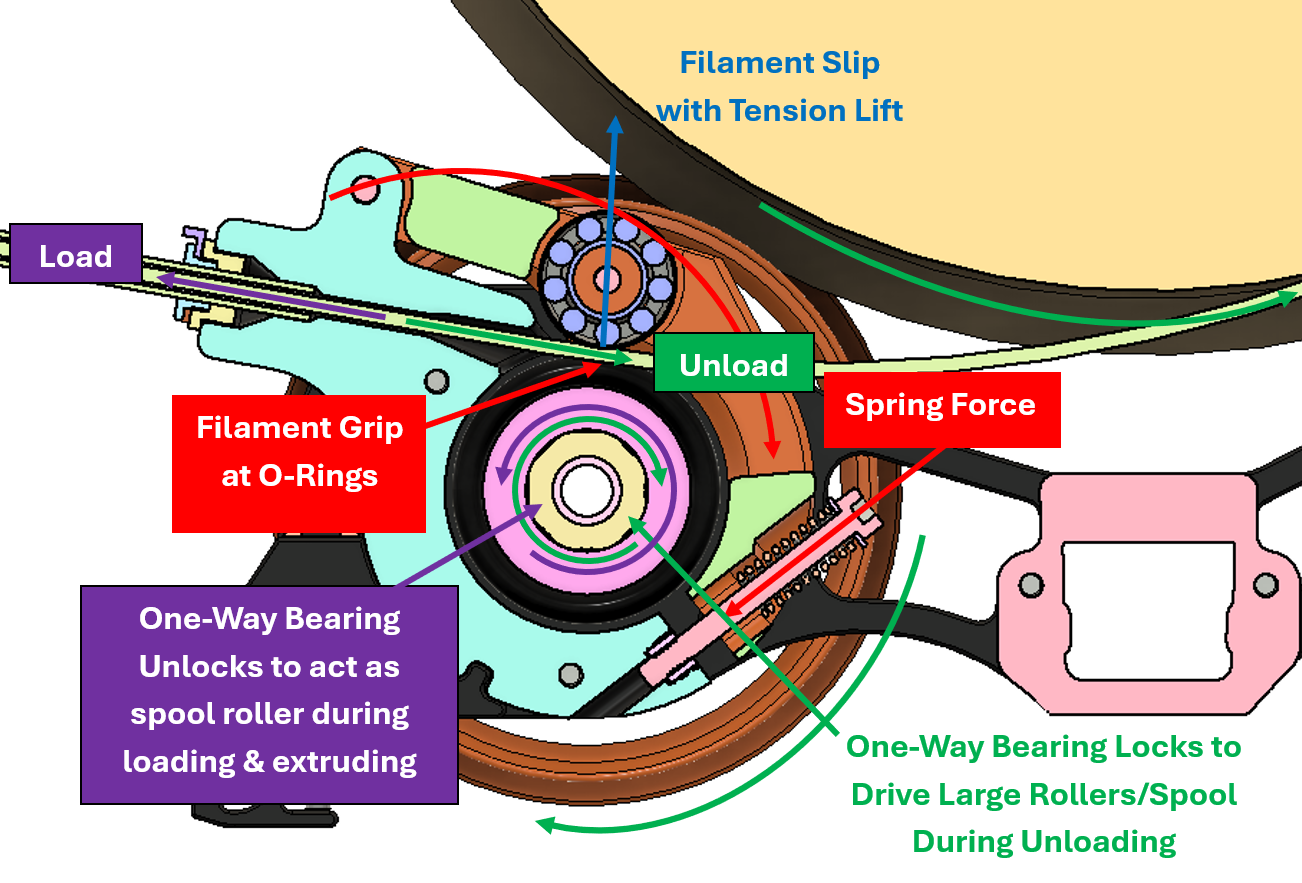 Filament Slip
with Tension Lift
Load
Unload
Spring Force
Filament Grip
at O-Rings
One-Way Bearing
Unlocks to act as
spool roller during
loading & extruding
One-Way Bearing Locks to
Drive Large Rollers/Spool
During Unloading